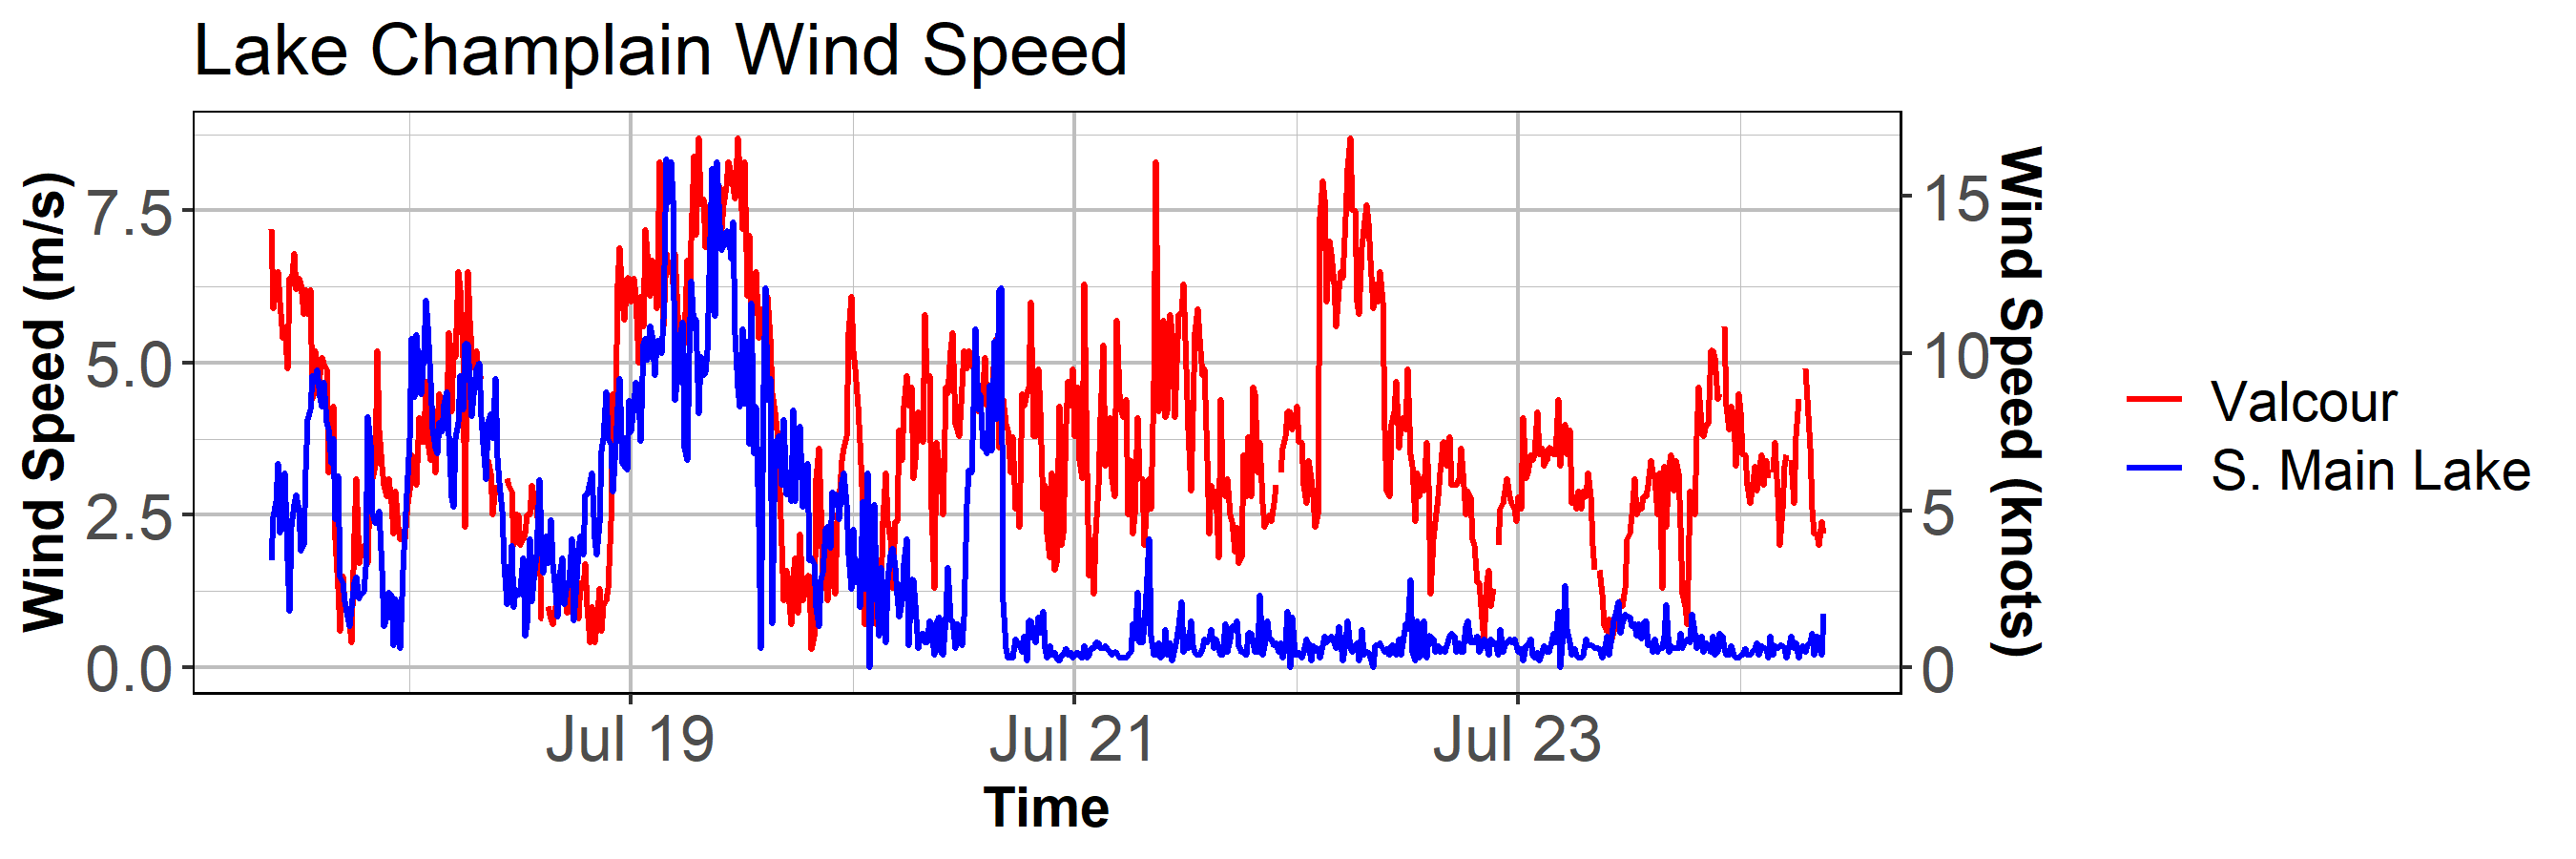 Lake Champlain Wind Speed
Wind Speed (m/s)
7.5
5.0
2.5
0.0
15
10
5
0
Wind Speed (knots)
Jul 19
Jul 21
Jul 23
Time
Valcour
S. Main Lake